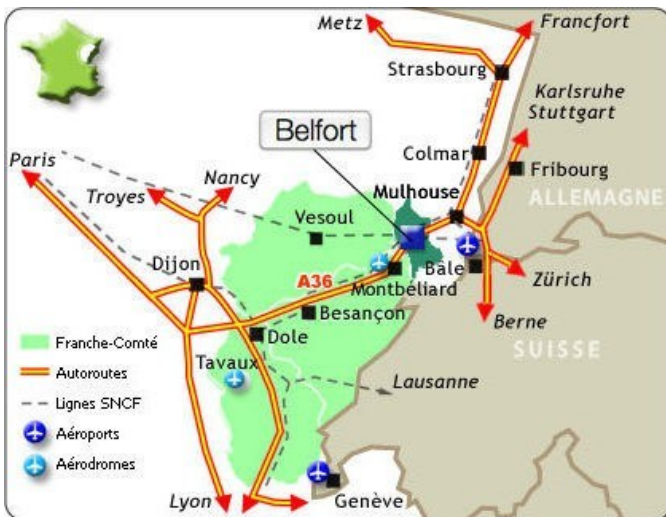 Metz
Francfort
Strasbourg
Karlsruhe
Stuttgart
Belfort
Paris
Colmar
Fribourg
Troyes
Nancy
Mulhouse
ALLEMAGNE
Vesoul
Dijon
A36
Bâle
Montbéliard
Zürich
Besançon
Berne
Franche-Comté
Dole
SUISSE
Autoroutes
Tavaux
Lausanne
Lignes SNCF
Aéroports
Aérodromes
Lyon
Genève